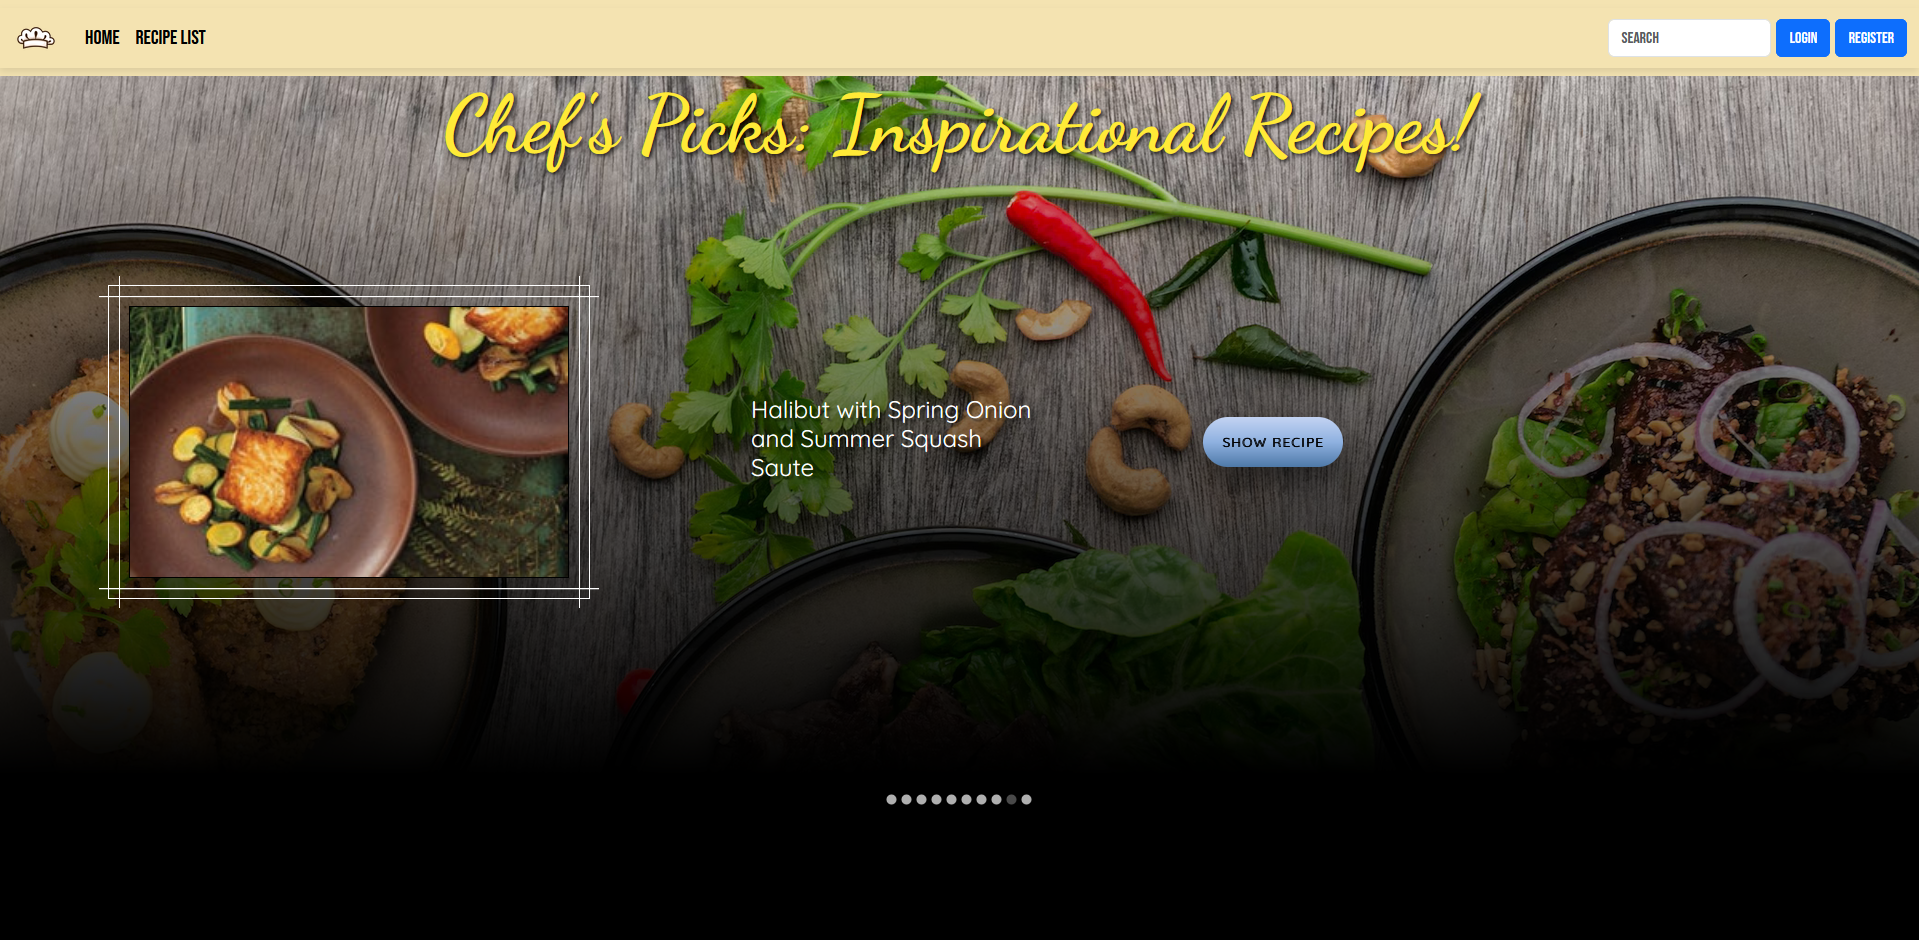 HOME RECIPE LIST SEARCH LOGIN REGISTER
Chef's Picks: Inspirational Recipes!
Halibut with Spring Onion
and Summer Squash
Saute
SHOW RECIPE